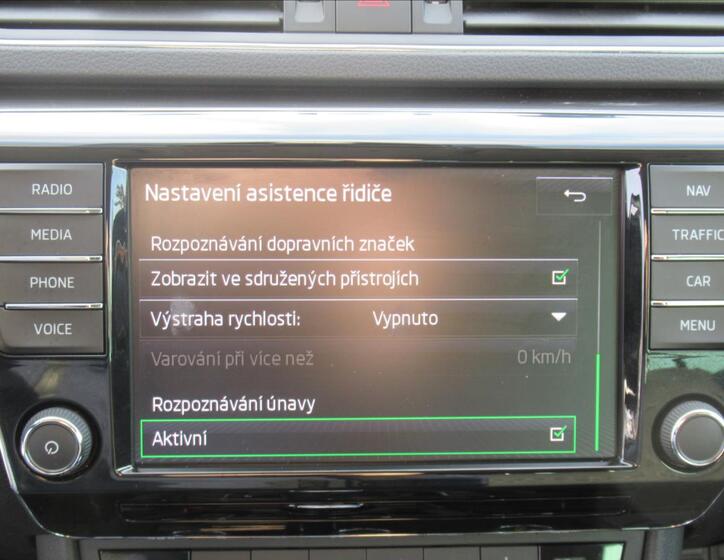 Nastavení asistence řidiče
Rozpoznávání dopravních značek
Zobrazit ve sdružených přístrojích
Výstraha rychlosti: Vypnuto
Varování při více než 0 km/h
Rozpoznávání únavy
Aktivní
RADIO
MEDIA
PHONE
VOICE
NAV
TRAFFIC
CAR
MENU